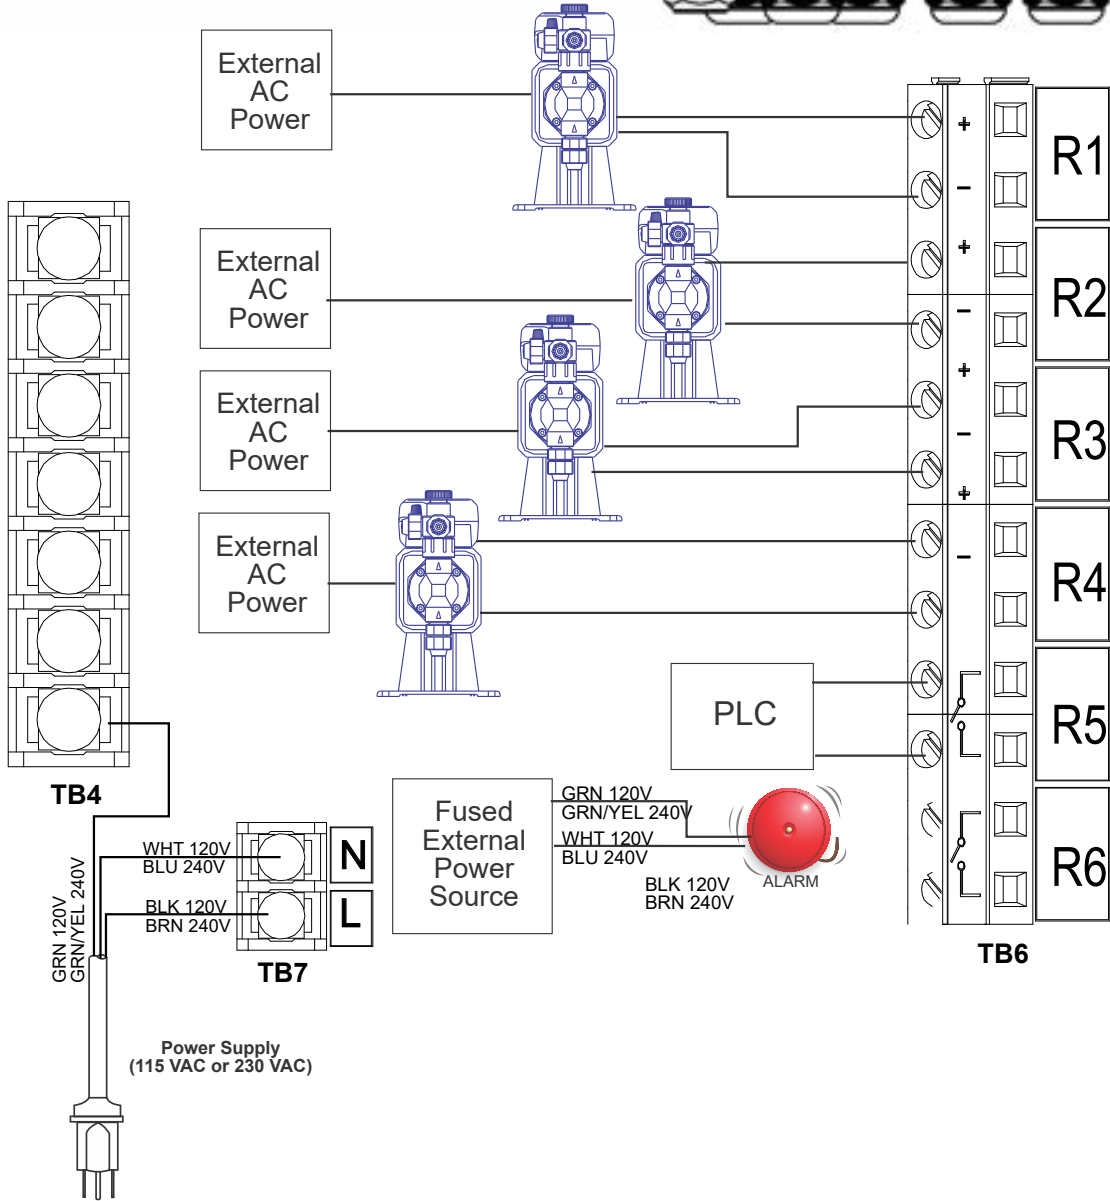 External
AC
Power
External
AC
Power
External
AC
Power
External
AC
Power
+
−
+
−
+
−
+
−
R1
R2
R3
R4
R5
R6
TB6
PLC
TB4
Fused
External
Power
Source
GRN 120V
GRN/YEL 240V
WHT 120V
BLU 240V
BLK 120V
BRN 240V
ALARM
WHT 120V
BLU 240V
N
BLK 120V
BRN 240V
L
TB7
GRN 120V
GRN/YEL 240V
Power Supply
(115 VAC or 230 VAC)